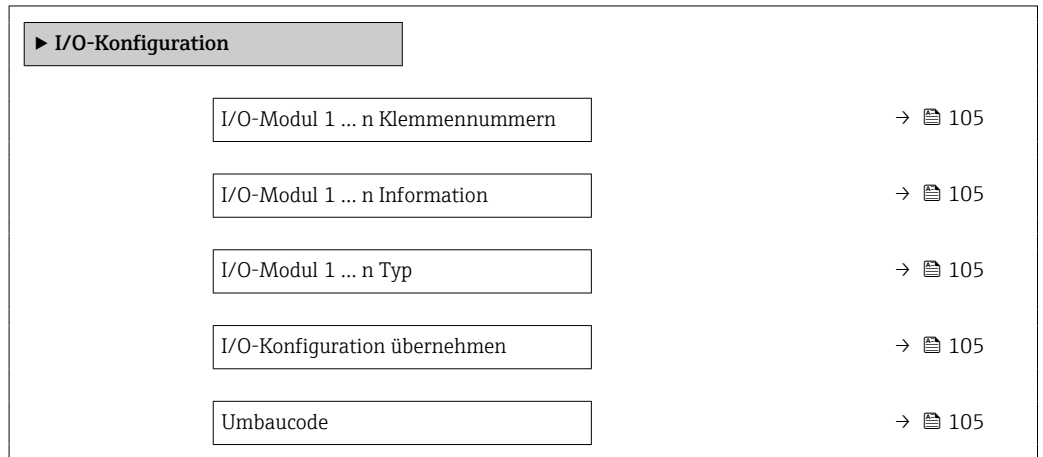 ► I/O-Konfiguration
I/O-Modul 1 ... n Klemmennummern → 105
I/O-Modul 1 ... n Information → 105
I/O-Modul 1 ... n Typ → 105
I/O-Konfiguration übernehmen → 105
Umbaucode → 105